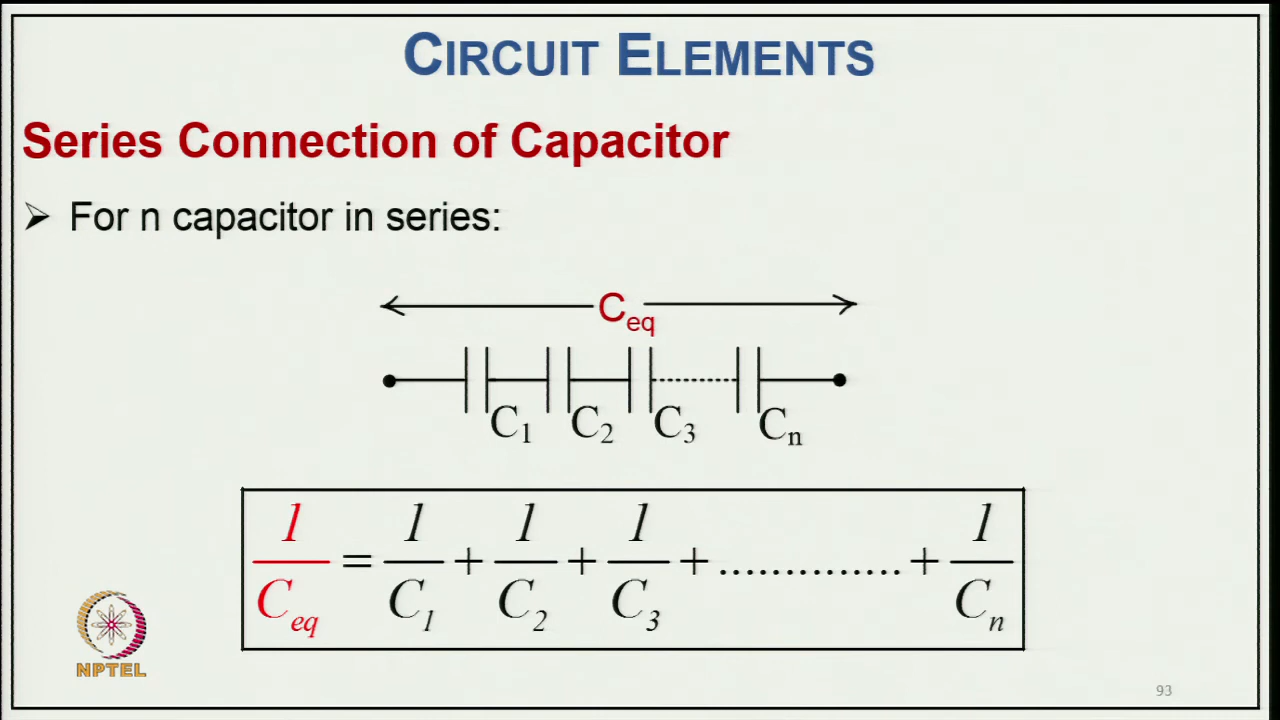 CIRCUIT ELEMENTS
Series Connection of Capacitor
➢ For n capacitor in series:
C_eq
C_1 C_2 C_3 C_n
1/C_eq = 1/C_1 + 1/C_2 + 1/C_3 + .............. + 1/C_n
NPTEL
93